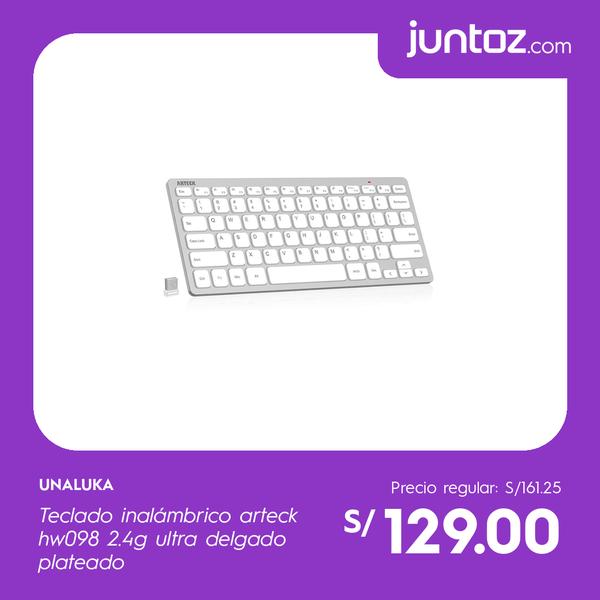 juntoz.com
ARTECK
UNALUKA
Teclado inalámbrico arteck
hw098 2.4g ultra delgado
plateado
Precio regular: S/161.25
S/129.00